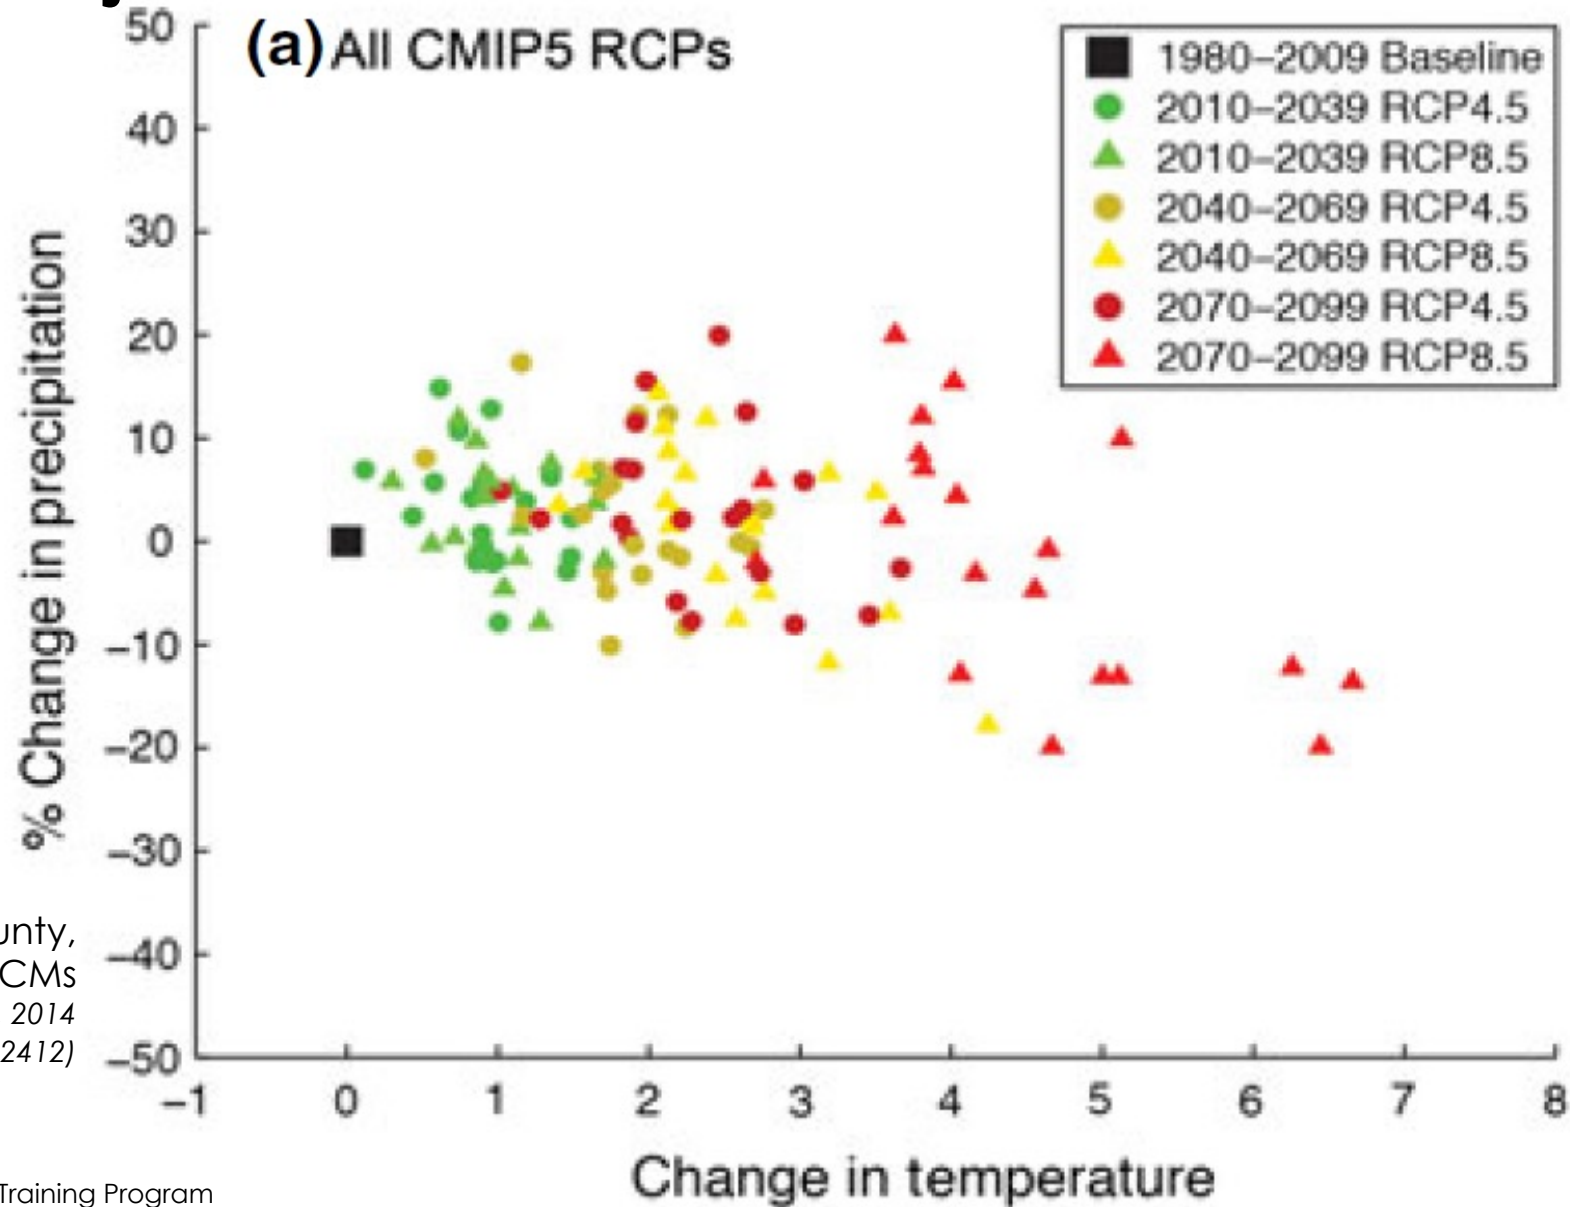 (a) All CMIP5 RCPs
1980–2009 Baseline
2010–2039 RCP4.5
2010–2039 RCP8.5
2040–2069 RCP4.5
2040–2069 RCP8.5
2070–2099 RCP4.5
2070–2099 RCP8.5
50
40
30
20
10
0
−10
−20
−30
−40
−50
% Change in precipitation
−1 0 1 2 3 4 5 6 7 8
Change in temperature
unty,
CMs
2014
2412)
Training Program